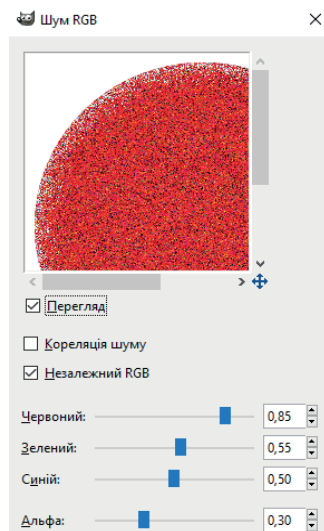 Шум RGB
Перегляд
Кореляція шуму
Незалежний RGB
Червоний: 0,85
Зелений: 0,55
Синій: 0,50
Альфа: 0,30